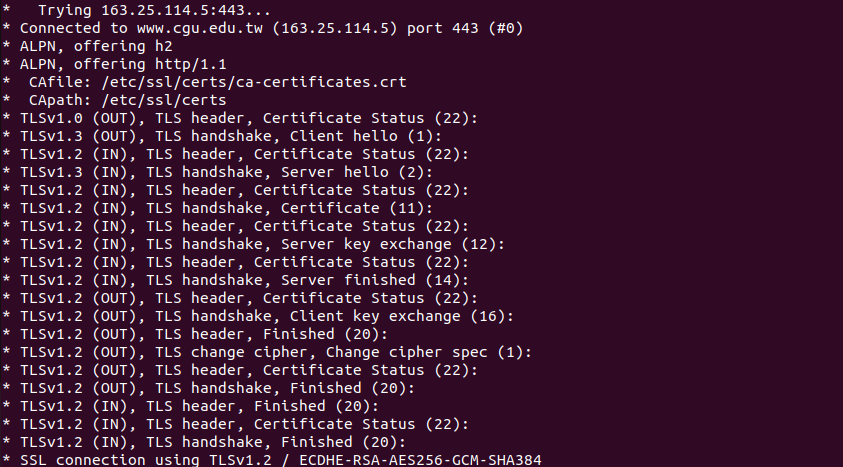 *   Trying 163.25.114.5:443...
* Connected to www.cgu.edu.tw (163.25.114.5) port 443 (#0)
* ALPN, offering h2
* ALPN, offering http/1.1
*  CAfile: /etc/ssl/certs/ca-certificates.crt
*  CApath: /etc/ssl/certs
* TLSv1.0 (OUT), TLS header, Certificate Status (22):
* TLSv1.3 (OUT), TLS handshake, Client hello (1):
* TLSv1.2 (IN), TLS header, Certificate Status (22):
* TLSv1.3 (IN), TLS handshake, Server hello (2):
* TLSv1.2 (IN), TLS header, Certificate Status (22):
* TLSv1.2 (IN), TLS handshake, Certificate (11):
* TLSv1.2 (IN), TLS header, Certificate Status (22):
* TLSv1.2 (IN), TLS handshake, Server key exchange (12):
* TLSv1.2 (IN), TLS header, Certificate Status (22):
* TLSv1.2 (IN), TLS handshake, Server finished (14):
* TLSv1.2 (OUT), TLS header, Certificate Status (22):
* TLSv1.2 (OUT), TLS handshake, Client key exchange (16):
* TLSv1.2 (OUT), TLS header, Finished (20):
* TLSv1.2 (OUT), TLS change cipher, Change cipher spec (1):
* TLSv1.2 (OUT), TLS header, Certificate Status (22):
* TLSv1.2 (OUT), TLS handshake, Finished (20):
* TLSv1.2 (IN), TLS header, Finished (20):
* TLSv1.2 (IN), TLS header, Certificate Status (22):
* TLSv1.2 (IN), TLS handshake, Finished (20):
* SSL connection using TLSv1.2 / ECDHE-RSA-AES256-GCM-SHA384